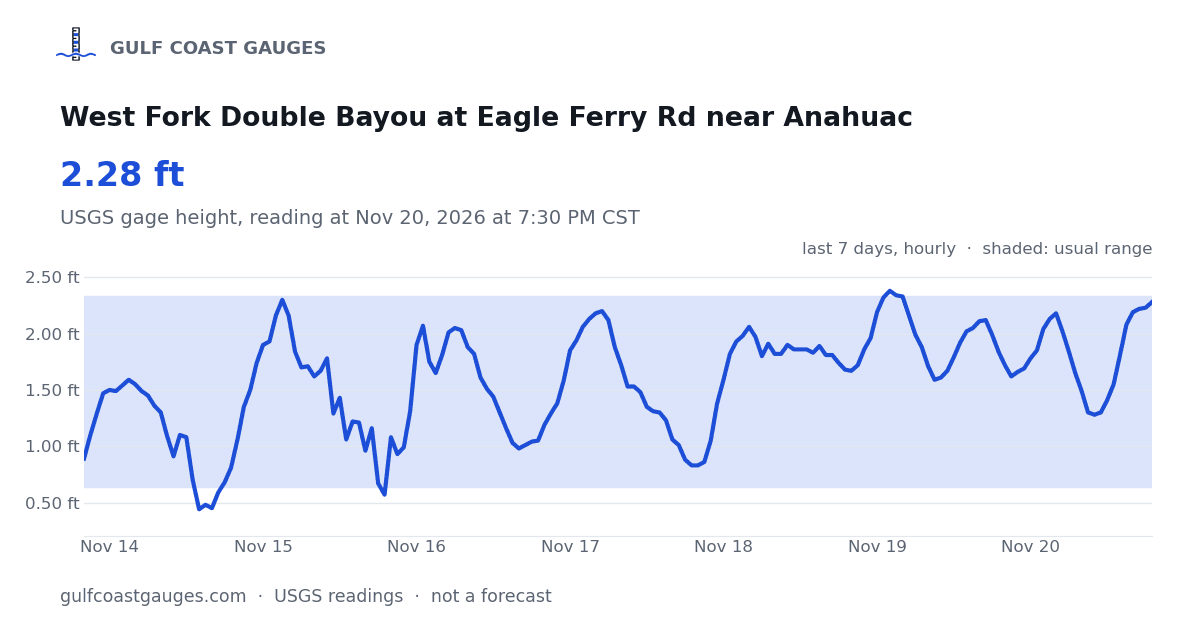 GULF COAST GAUGES
West Fork Double Bayou at Eagle Ferry Rd near Anahuac
2.28 ft
USGS gage height, reading at Nov 20, 2026 at 7:30 PM CST
last 7 days, hourly · shaded: usual range
2.50 ft
2.00 ft
1.50 ft
1.00 ft
0.50 ft
Nov 14 Nov 15 Nov 16 Nov 17 Nov 18 Nov 19 Nov 20
gulfcoastgauges.com · USGS readings · not a forecast